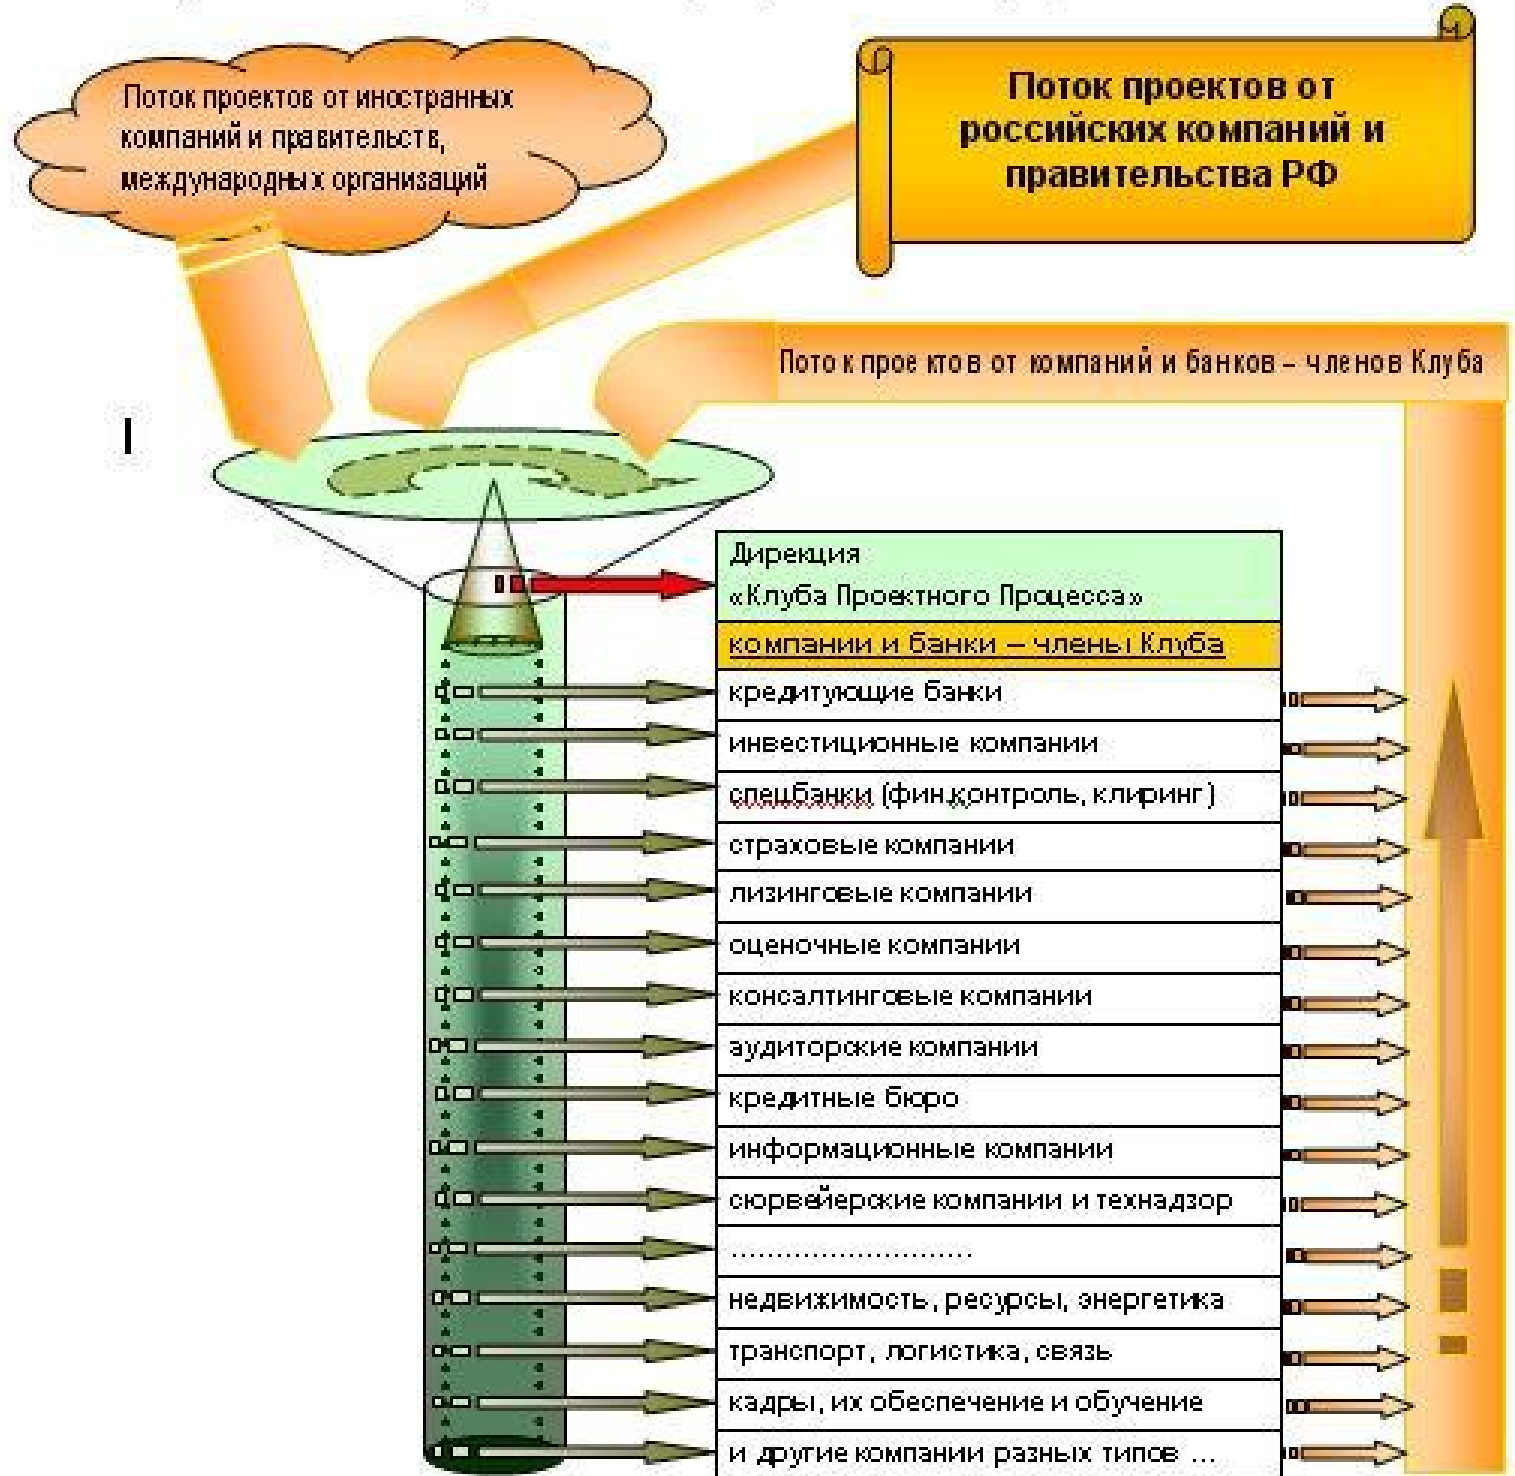 Поток проектов от иностранных
компаний и правительств,
международных организаций
Поток проектов от
российских компаний и
правительства РФ
Поток проектов от компаний и банков – членов Клуба
Дирекция
«Клуба Проектного Процесса»
компании и банки – члены Клуба
кредитующие банки
инвестиционные компании
спецбанки (фин.контроль, клиринг)
страховые компании
лизинговые компании
оценочные компании
консалтинговые компании
аудиторские компании
кредитные бюро
информационные компании
сюрвейерские компании и технадзор
...........................
недвижимость, ресурсы, энергетика
транспорт, логистика, связь
кадры, их обеспечение и обучение
и другие компании разных типов ...